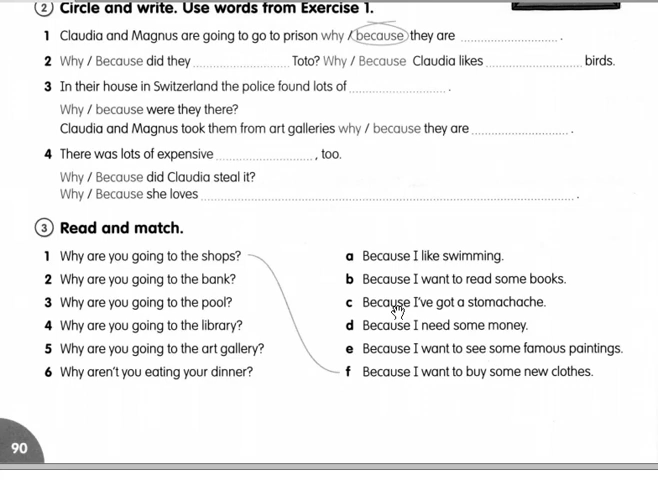 2 Circle and write. Use words from Exercise 1.
1 Claudia and Magnus are going to go to prison why / because they are .............................. .
2 Why / Because did they .............................. Toto? Why / Because Claudia likes .............................. birds.
3 In their house in Switzerland the police found lots of .............................. .
Why / because were they there?
Claudia and Magnus took them from art galleries why / because they are .............................. .
4 There was lots of expensive .............................. , too.
Why / Because did Claudia steal it?
Why / Because she loves .............................. .
3 Read and match.
1 Why are you going to the shops?
2 Why are you going to the bank?
3 Why are you going to the pool?
4 Why are you going to the library?
5 Why are you going to the art gallery?
6 Why aren't you eating your dinner?
a Because I like swimming.
b Because I want to read some books.
c Because I've got a stomachache.
d Because I need some money.
e Because I want to see some famous paintings.
f Because I want to buy some new clothes.
90